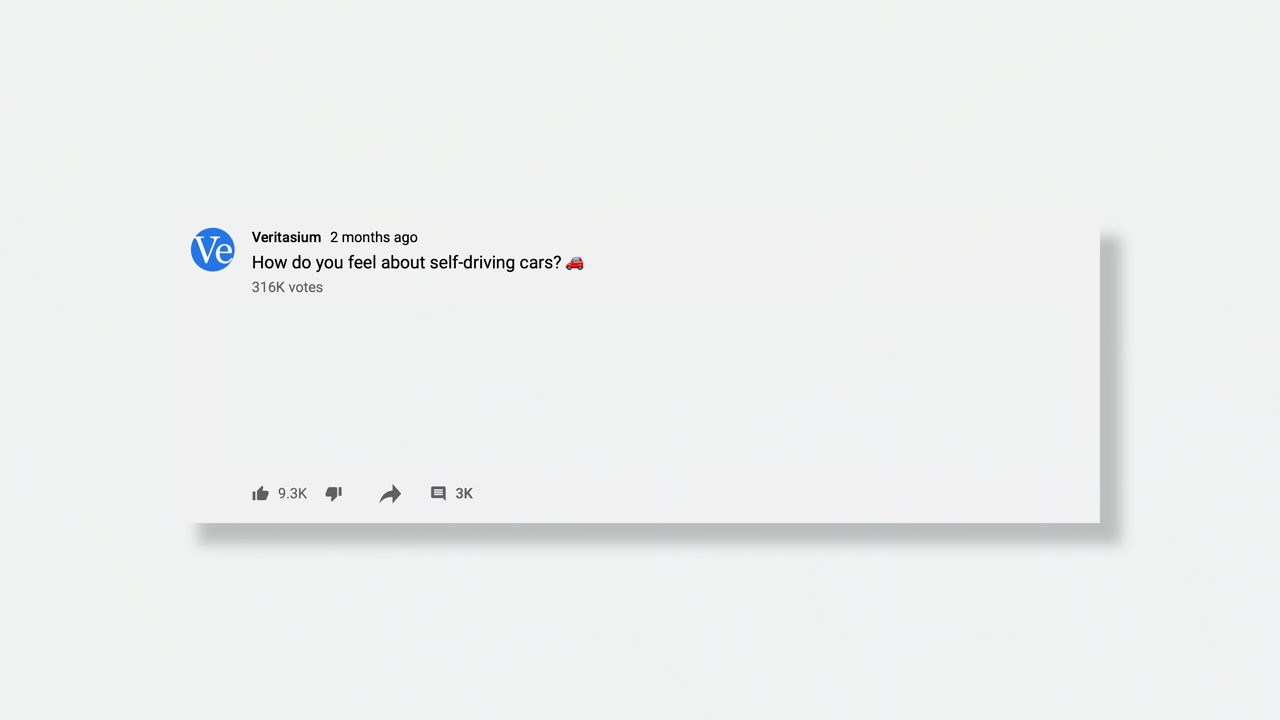 Ve
Veritasium 2 months ago
How do you feel about self-driving cars? 🚗
316K votes
9.3K 3K